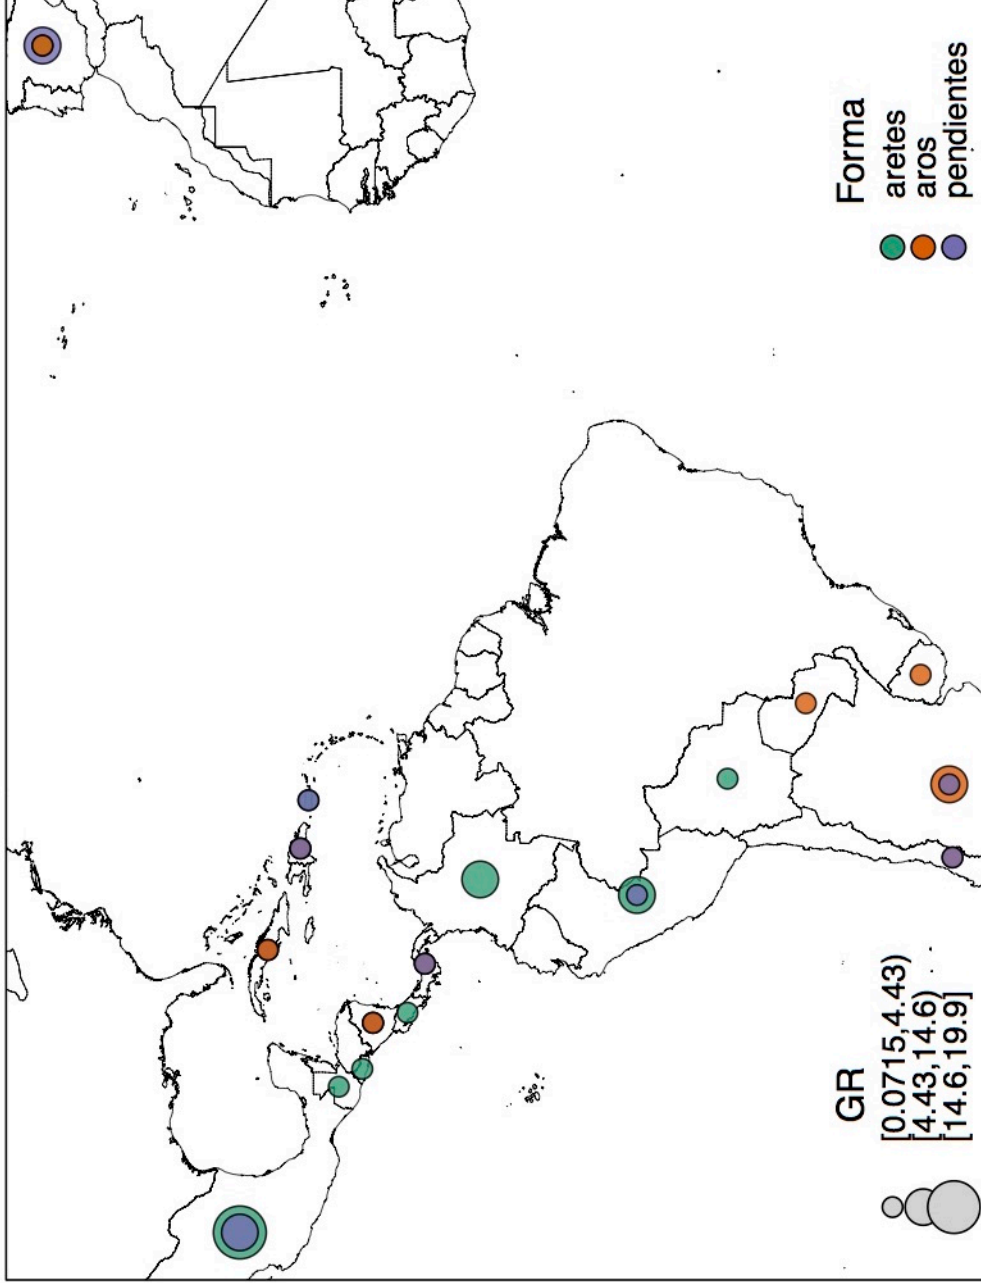 GR
[0.0715,4.43)
[4.43,14.6)
[14.6,19.9]
Forma
aretes
aros
pendientes